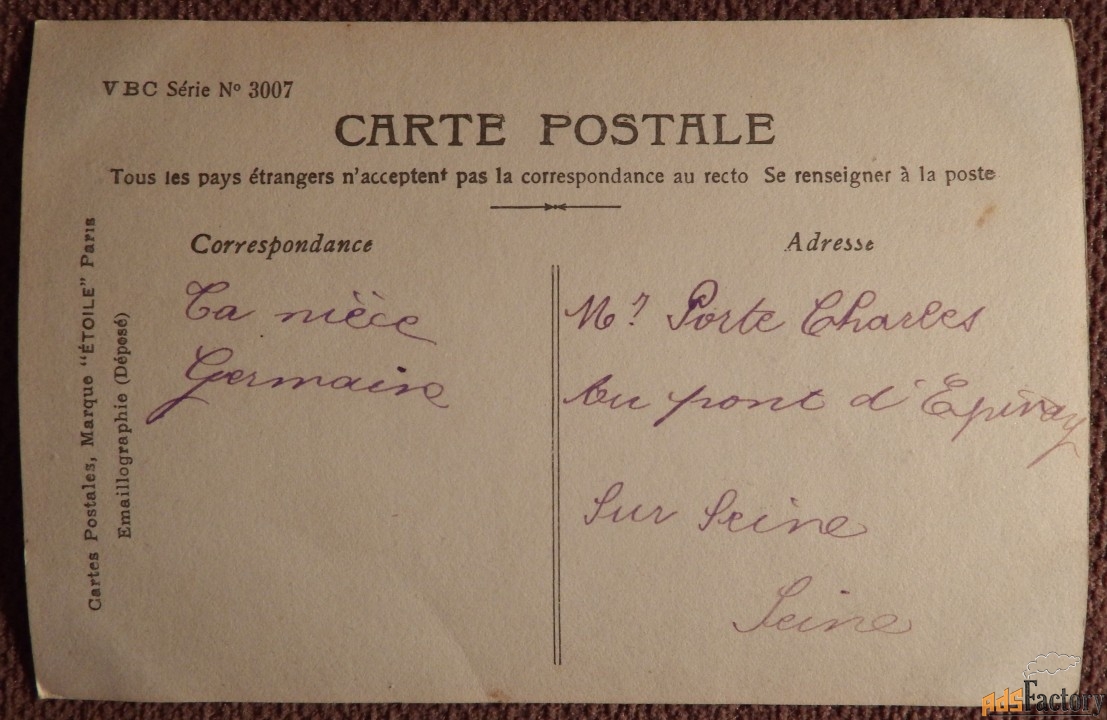 VBC Série Nº 3007
CARTE POSTALE
Tous les pays étrangers n'acceptent pas la correspondance au recto Se renseigner à la poste
Cartes Postales, Marque "ÉTOILE" Paris
Emaillographie (Déposé)
Correspondance
Ta nièce
Germaine
Adresse
Mr Porte Charles
Au pont d'Epinay
Sur Seine
Seine
AdsFactory